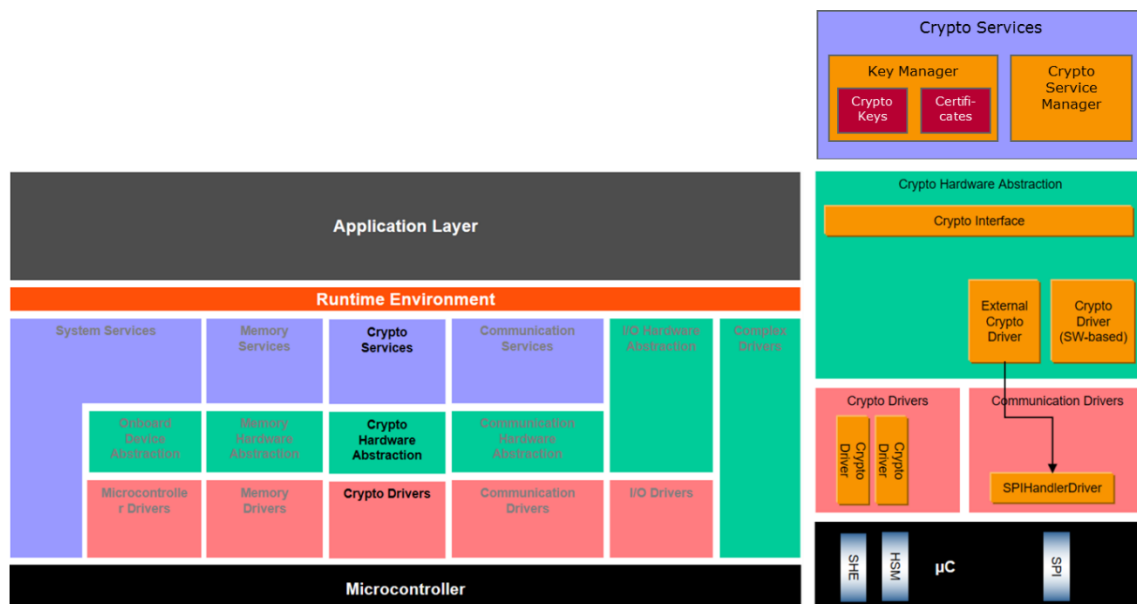 Crypto Services
Key Manager
Crypto
Keys
Certifi-
cates
Crypto
Service
Manager
Application Layer
Runtime Environment
System Services
Memory
Services
Crypto
Services
Communication
Services
I/O Hardware
Abstraction
Complex
Drivers
Onboard
Device
Abstraction
Memory
Hardware
Abstraction
Crypto
Hardware
Abstraction
Communication
Hardware
Abstraction
Microcontrolle
r Drivers
Memory
Drivers
Crypto Drivers
Communication
Drivers
I/O Drivers
Microcontroller
Crypto Hardware Abstraction
Crypto Interface
External
Crypto
Driver
Crypto
Driver
(SW-based)
Crypto Drivers
Crypto
Driver
Crypto
Driver
Communication Drivers
SPIHandlerDriver
SHE
HSM
µC
SPI